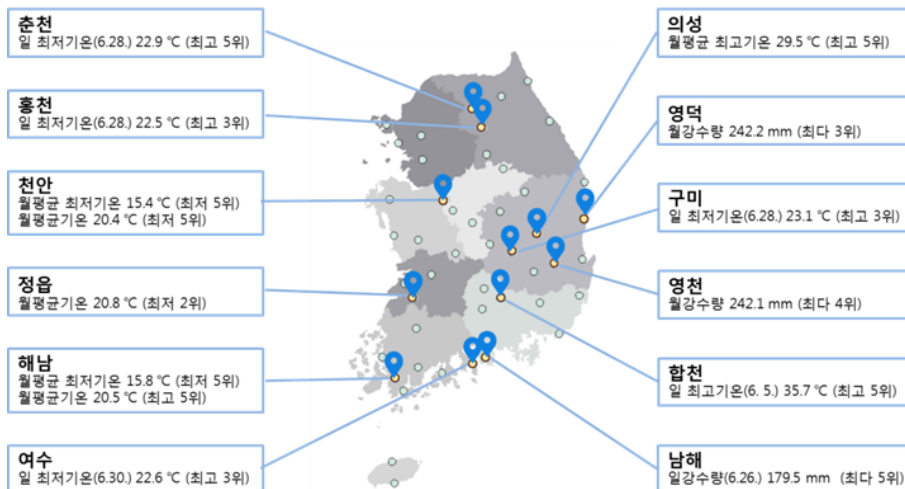 춘천
일 최저기온(6.28.) 22.9 ℃ (최고 5위)
홍천
일 최저기온(6.28.) 22.5 ℃ (최고 3위)
천안
월평균 최저기온 15.4 ℃ (최저 5위)
월평균기온 20.4 ℃ (최저 5위)
정읍
월평균기온 20.8 ℃ (최저 2위)
해남
월평균 최저기온 15.8 ℃ (최저 5위)
월평균기온 20.5 ℃ (최고 5위)
여수
일 최저기온(6.30.) 22.6 ℃ (최고 3위)
의성
월평균 최고기온 29.5 ℃ (최고 5위)
영덕
월강수량 242.2 mm (최다 3위)
구미
일 최저기온(6.28.) 23.1 ℃ (최고 3위)
영천
월강수량 242.1 mm (최다 4위)
합천
일 최고기온(6. 5.) 35.7 ℃ (최고 5위)
남해
일강수량(6.26.) 179.5 mm (최다 5위)